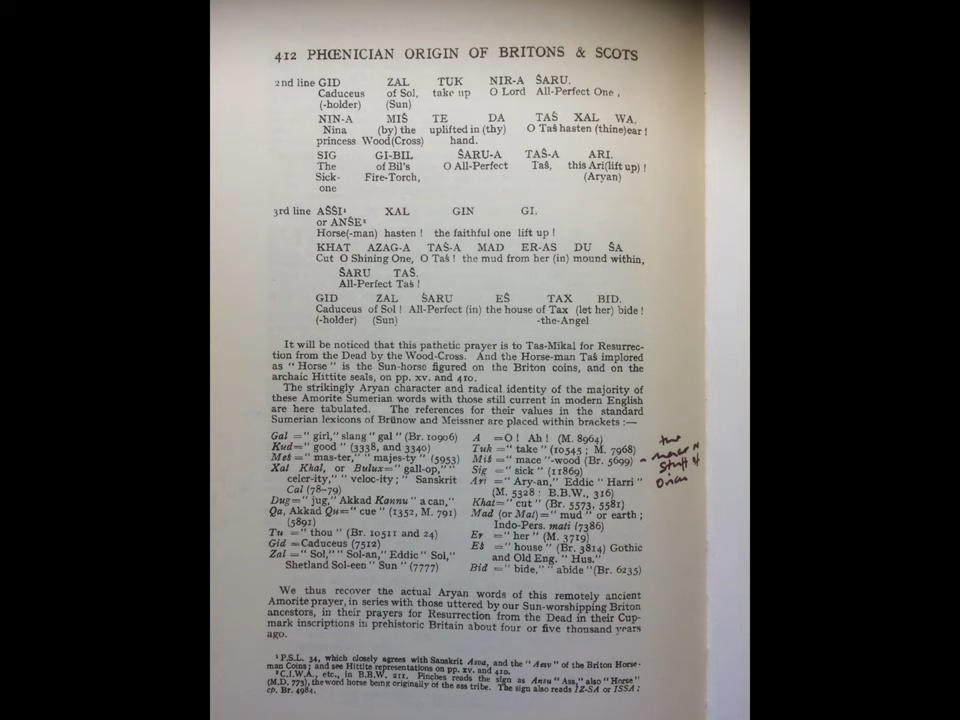 412 PHŒNICIAN ORIGIN OF BRITONS & SCOTS
2nd line GID ZAL TUK NIR-A ŠARU.
Caduceus of Sol, take up O Lord All-Perfect One,
(-holder) (Sun)
NIN-A MIŠ TE DA TAŠ XAL WA.
Nina (by) the uplifted in (thy) O Taš hasten (thine) ear!
princess Wood(Cross) hand.
SIG GI-BIL ŠARU-A TAŠ-A ARI.
The of Bil's O All-Perfect Taš, this Ari (lift up)!
Sick- Fire-Torch, (Aryan)
one
3rd line AŠŠI¹ XAL GIN GI.
or ANŠE²
Horse(-man) hasten! the faithful one lift up!
KHAT AZAG-A TAŠ-A MAD ER-AS DU ŠA
Cut O Shining One, O Taš! the mud from her (in) mound within,
ŠARU TAŠ.
All-Perfect Taš!
GID ZAL ŠARU EŠ TAX BID.
Caduceus of Sol! All-Perfect (in) the house of Tax (let her) bide!
(-holder) (Sun) -the-Angel
It will be noticed that this pathetic prayer is to Tas-Mikal for Resurrec-
tion from the Dead by the Wood-Cross. And the Horse-man Taš implored
as "Horse" is the Sun-horse figured on the Briton coins, and on the
archaic Hittite seals, on pp. xv. and 410.
The strikingly Aryan character and radical identity of the majority of
these Amorite Sumerian words with those still current in modern English
are here tabulated. The references for their values in the standard
Sumerian lexicons of Brünow and Meissner are placed within brackets :—
Gal ="girl," slang "gal" (Br. 10906)
Kud="good" (3338, and 3340)
Meš="mas-ter," "majes-ty" (5953)
Xal Khal, or Bulux="gall-op,"
celer-ity," "veloc-ity; " Sanskrit
Cal (78-79)
Dug="jug," Akkad Kannu "a can,"
Qa, Akkad Qu="cue" (1352, M. 791)
(5891)
Tu ="thou" (Br. 10511 and 24)
Gid =Caduceus (7512)
Zal ="Sol," "Sol-an," Eddic "Sol,"
Shetland Sol-een "Sun" (7777)
A =O! Ah! (M. 8964)
Tuk ="take" (10545; M. 7968)
Miš ="mace"-wood (Br. 5699)
Sig ="sick" (11869)
Ari ="Ary-an," Eddic "Harri"
(M. 5328: B.B.W., 316)
Khat="cut" (Br. 5573, 5581)
Mad (or Mat)="mud" or earth;
Indo-Pers. mati (7386)
Er ="her" (M. 3719)
Eš ="house" (Br. 3814) Gothic
and Old Eng. "Hus."
Bid ="bide," "abide" (Br. 6235)
the
staff of
We thus recover the actual Aryan words of this remotely ancient
Amorite prayer, in series with those uttered by our Sun-worshipping Briton
ancestors, in their prayers for Resurrection from the Dead in their Cup-
mark inscriptions in prehistoric Britain about four or five thousand years
ago.
¹ P.S.L. 34, which closely agrees with Sanskrit Asva, and the "Aesv" of the Briton Horse-
man Coins; and see Hittite representations on pp. xv. and 410.
² C.I.W.A., etc., in B.B.W. 211. Pinches reads the sign as Ansu "Ass," also "Horse"
(M.D. 773), the word horse being originally of the ass tribe. The sign also reads IZ-SA or ISSA:
cp. Br. 4984.